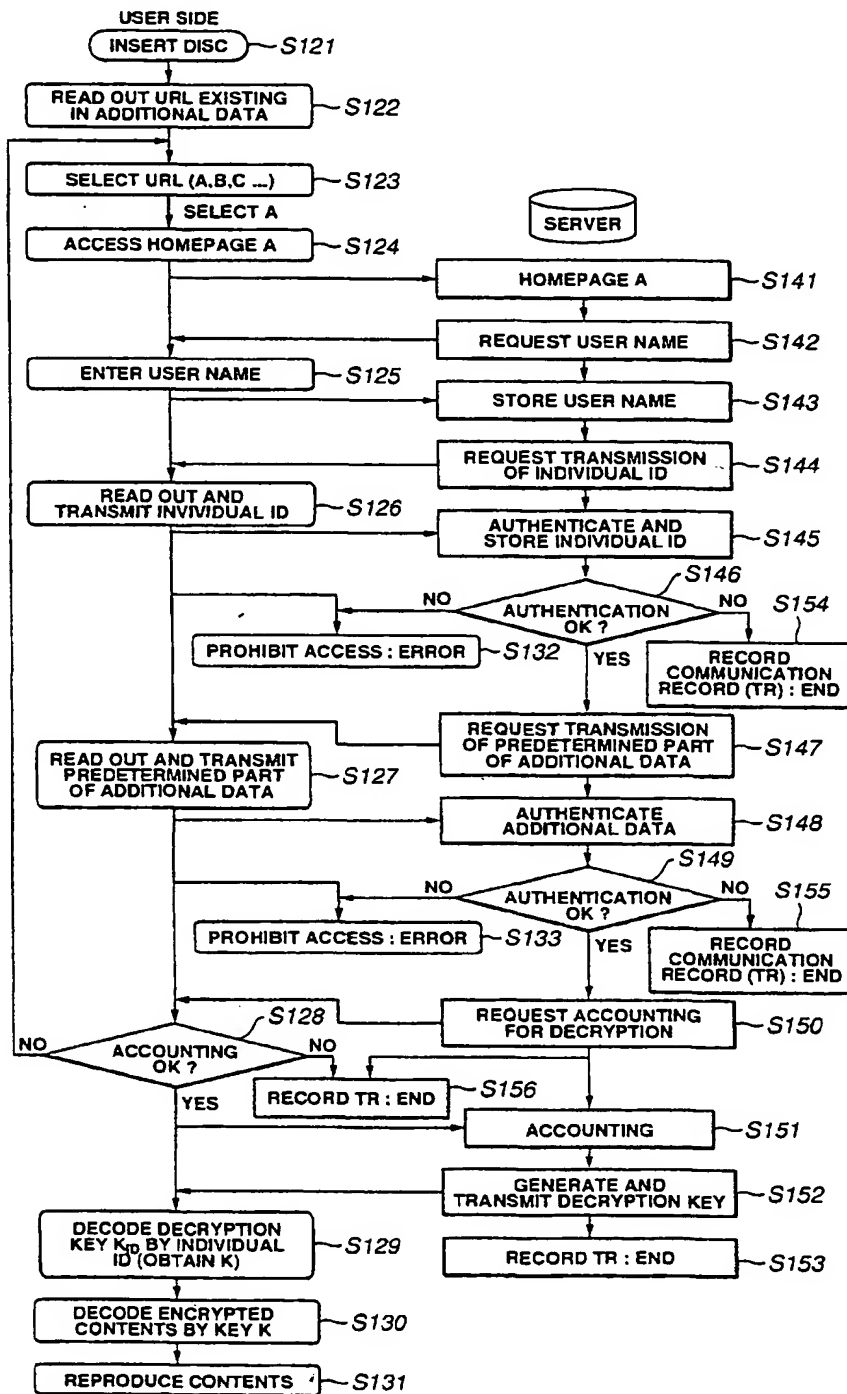 USER SIDE
INSERT DISC
S121
READ OUT URL EXISTING
IN ADDITIONAL DATA
S122
SELECT URL (A,B,C ...)
S123
SELECT A
SERVER
ACCESS HOMEPAGE A
S124
HOMEPAGE A
S141
REQUEST USER NAME
S142
ENTER USER NAME
S125
STORE USER NAME
S143
REQUEST TRANSMISSION
OF INDIVIDUAL ID
S144
READ OUT AND
TRANSMIT INVIVIDUAL ID
S126
AUTHENTICATE AND
STORE INDIVIDUAL ID
S145
S146
NO
AUTHENTICATION
OK ?
NO
S154
PROHIBIT ACCESS : ERROR
S132
YES
RECORD
COMMUNICATION
RECORD (TR) : END
REQUEST TRANSMISSION
OF PREDETERMINED PART
OF ADDITIONAL DATA
S147
READ OUT AND TRANSMIT
PREDETERMINED PART
OF ADDITIONAL DATA
S127
AUTHENTICATE
ADDITIONAL DATA
S148
S149
NO
AUTHENTICATION
OK ?
NO
S155
PROHIBIT ACCESS : ERROR
S133
YES
RECORD
COMMUNICATION
RECORD (TR) : END
S128
REQUEST ACCOUNTING
FOR DECRYPTION
S150
NO
ACCOUNTING
OK ?
NO
YES
RECORD TR : END
S156
ACCOUNTING
S151
GENERATE AND
TRANSMIT DECRYPTION KEY
S152
DECODE DECRYPTION
KEY KID BY INDIVIDUAL
ID (OBTAIN K)
S129
RECORD TR : END
S153
DECODE ENCRYPTED
CONTENTS BY KEY K
S130
REPRODUCE CONTENTS
S131